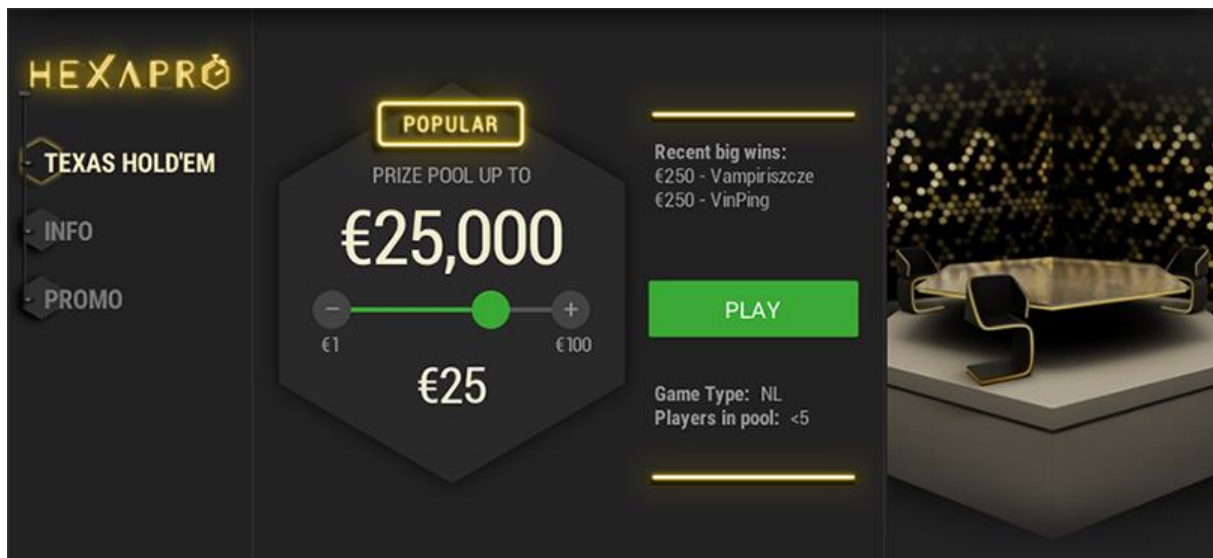 HEXAPRO
TEXAS HOLD'EM
INFO
PROMO
POPULAR
PRIZE POOL UP TO
€25,000
− +
€1 €100
€25
Recent big wins:
€250 - Vampiriszcze
€250 - VinPing
PLAY
Game Type: NL
Players in pool: <5